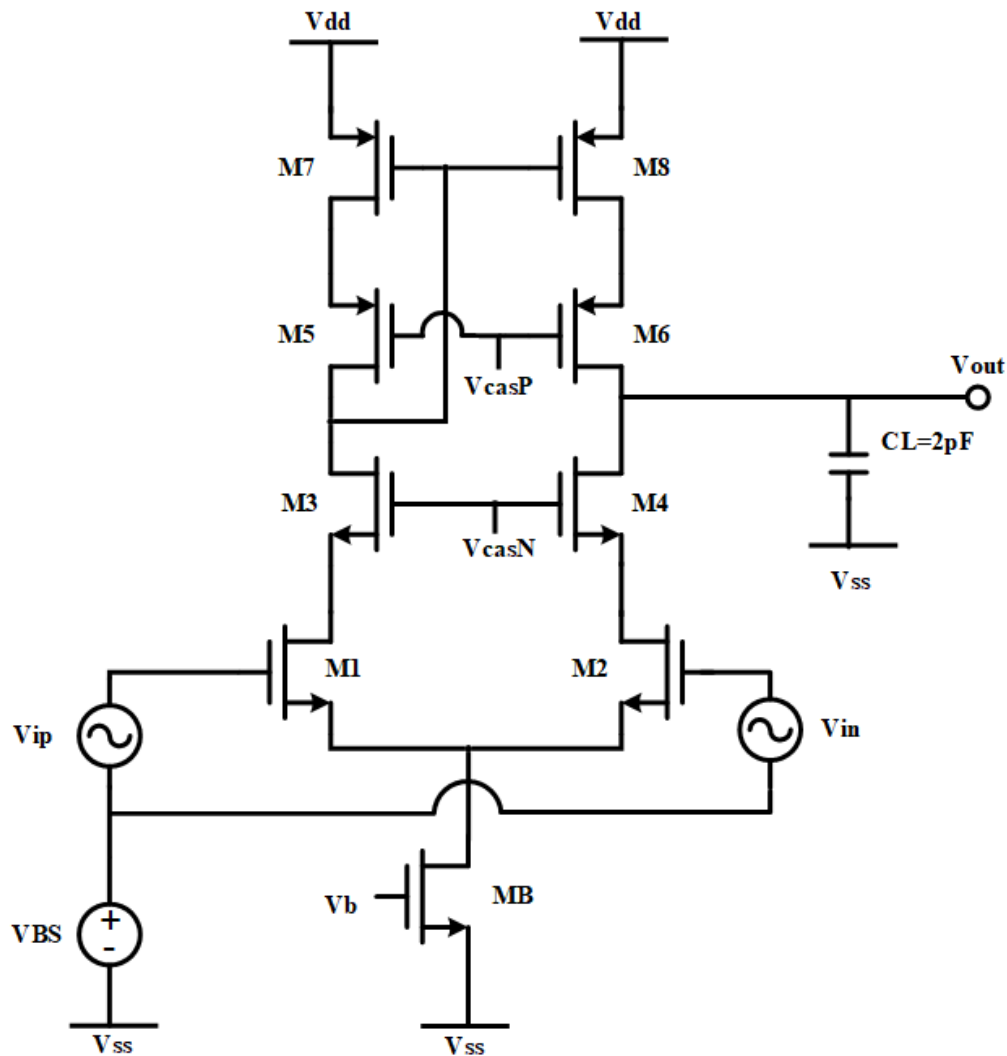 Vdd
Vdd
M7
M8
M5
M6
VcasP
Vout
CL=2pF
M3
M4
VcasN
Vss
M1
M2
Vip
Vin
Vb
MB
VBS
+
-
Vss
Vss